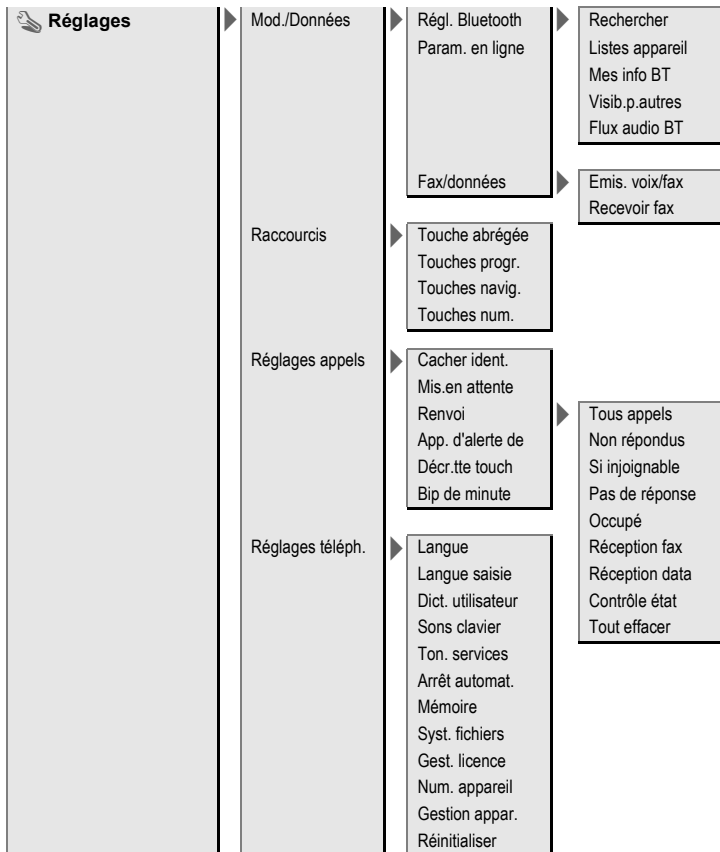 Réglages
Mod./Données
Régl. Bluetooth
Rechercher
Param. en ligne
Listes appareil
Mes info BT
Visib.p.autres
Flux audio BT
Fax/données
Emis. voix/fax
Recevoir fax
Raccourcis
Touche abrégée
Touches progr.
Touches navig.
Touches num.
Réglages appels
Cacher ident.
Mis.en attente
Renvoi
Tous appels
App. d'alerte de
Non répondus
Décr.tte touch
Si injoignable
Bip de minute
Pas de réponse
Occupé
Réglages téléph.
Langue
Réception fax
Langue saisie
Réception data
Dict. utilisateur
Contrôle état
Sons clavier
Tout effacer
Ton. services
Arrêt automat.
Mémoire
Syst. fichiers
Gest. licence
Num. appareil
Gestion appar.
Réinitialiser